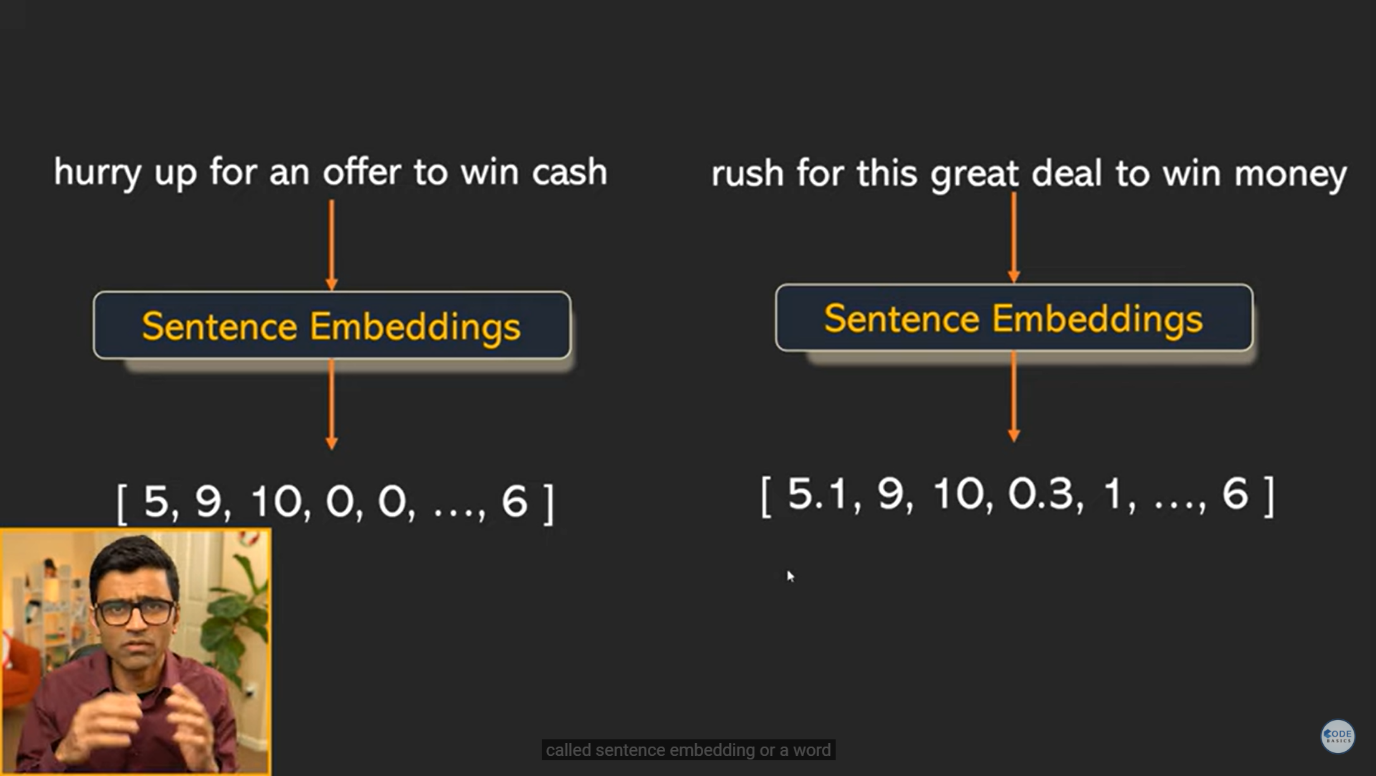 hurry up for an offer to win cash
rush for this great deal to win money
Sentence Embeddings
Sentence Embeddings
[ 5, 9, 10, 0, 0, ..., 6 ]
[ 5.1, 9, 10, 0.3, 1, ..., 6 ]
called sentence embedding or a word
CODE
BASICS